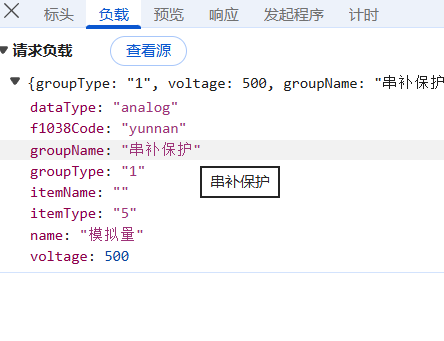 标头 负载 预览 响应 发起程序 计时
请求负载 查看源
{groupType: "1", voltage: 500, groupName: "串补保护
dataType: "analog"
f1038Code: "yunnan"
groupName: "串补保护"
groupType: "1"
串补保护
itemName: ""
itemType: "5"
name: "模拟量"
voltage: 500